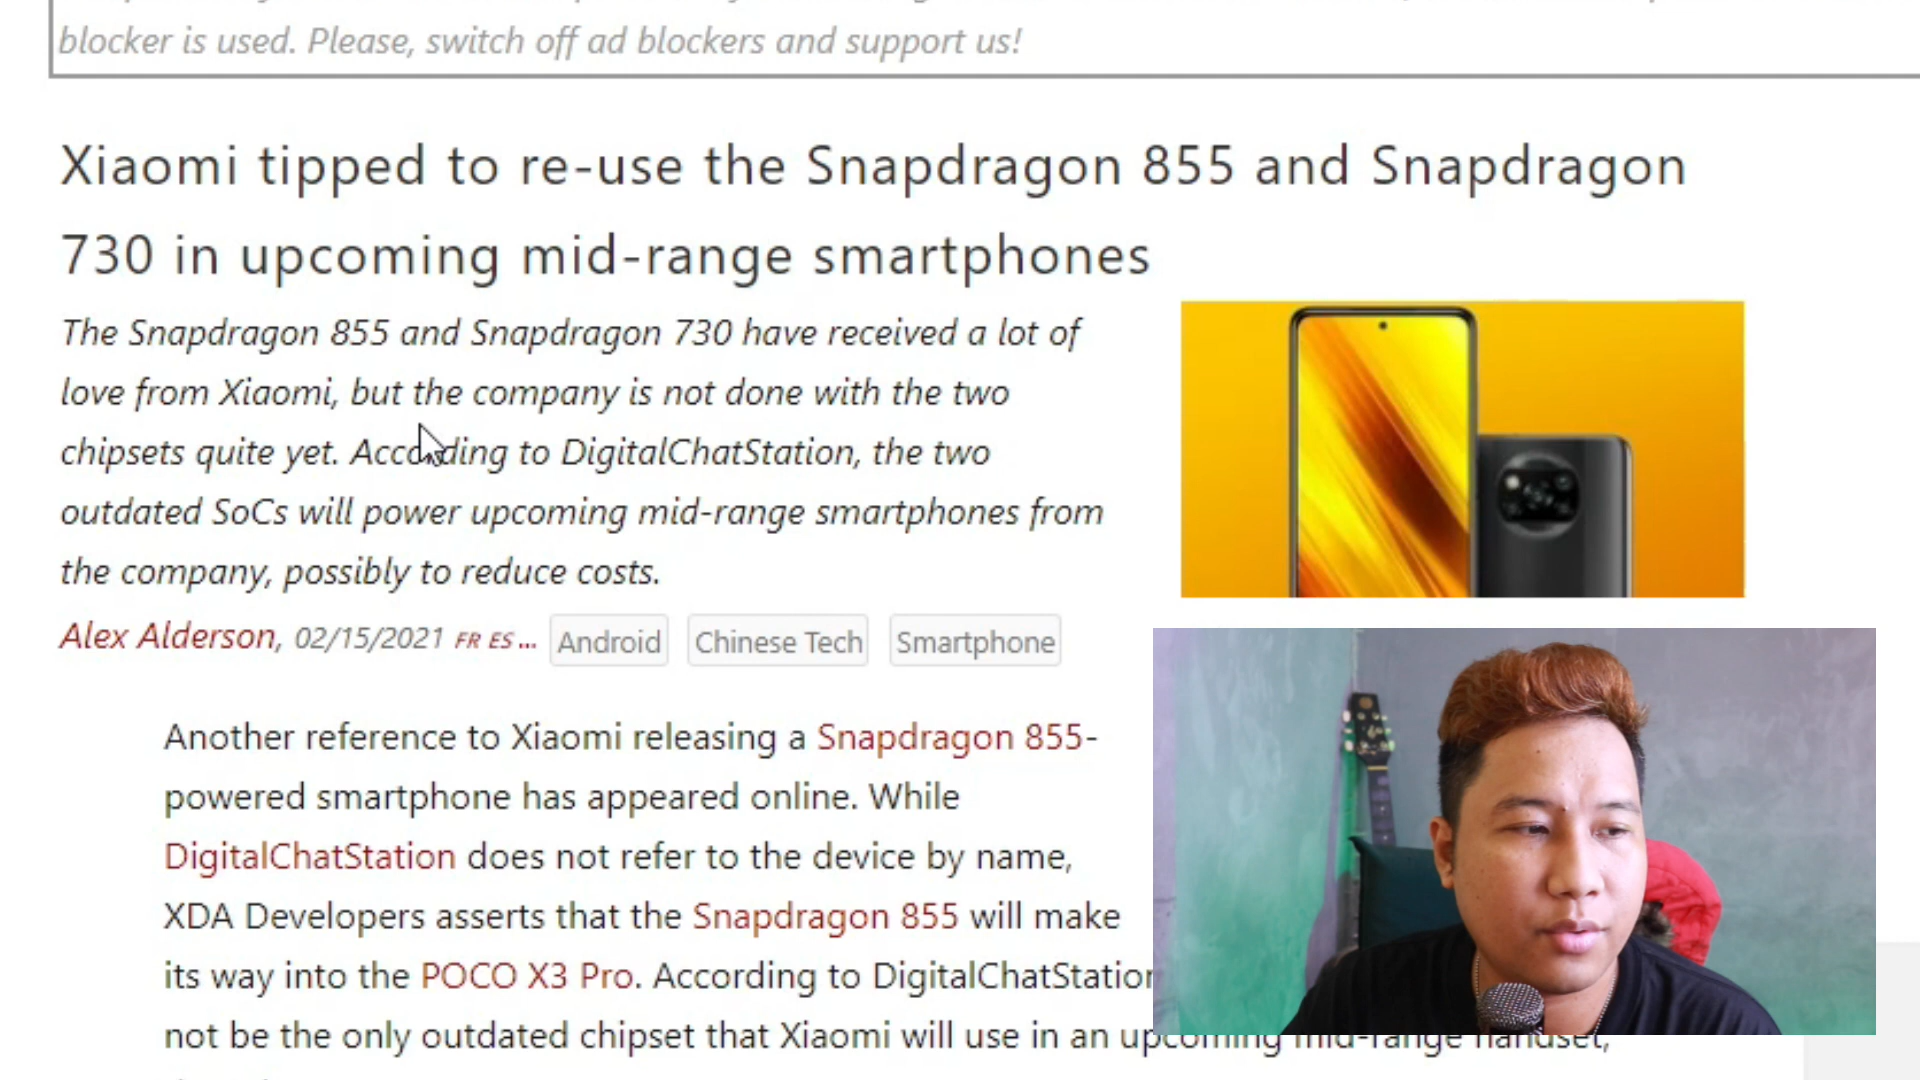 blocker is used. Please, switch off ad blockers and support us!
Xiaomi tipped to re-use the Snapdragon 855 and Snapdragon
730 in upcoming mid-range smartphones
The Snapdragon 855 and Snapdragon 730 have received a lot of
love from Xiaomi, but the company is not done with the two
chipsets quite yet. According to DigitalChatStation, the two
outdated SoCs will power upcoming mid-range smartphones from
the company, possibly to reduce costs.
Alex Alderson, 02/15/2021 FR ES ... Android Chinese Tech Smartphone
Another reference to Xiaomi releasing a Snapdragon 855-
powered smartphone has appeared online. While
DigitalChatStation does not refer to the device by name,
XDA Developers asserts that the Snapdragon 855 will make
its way into the POCO X3 Pro. According to DigitalChatStation
not be the only outdated chipset that Xiaomi will use in an upcoming mid-range handset,